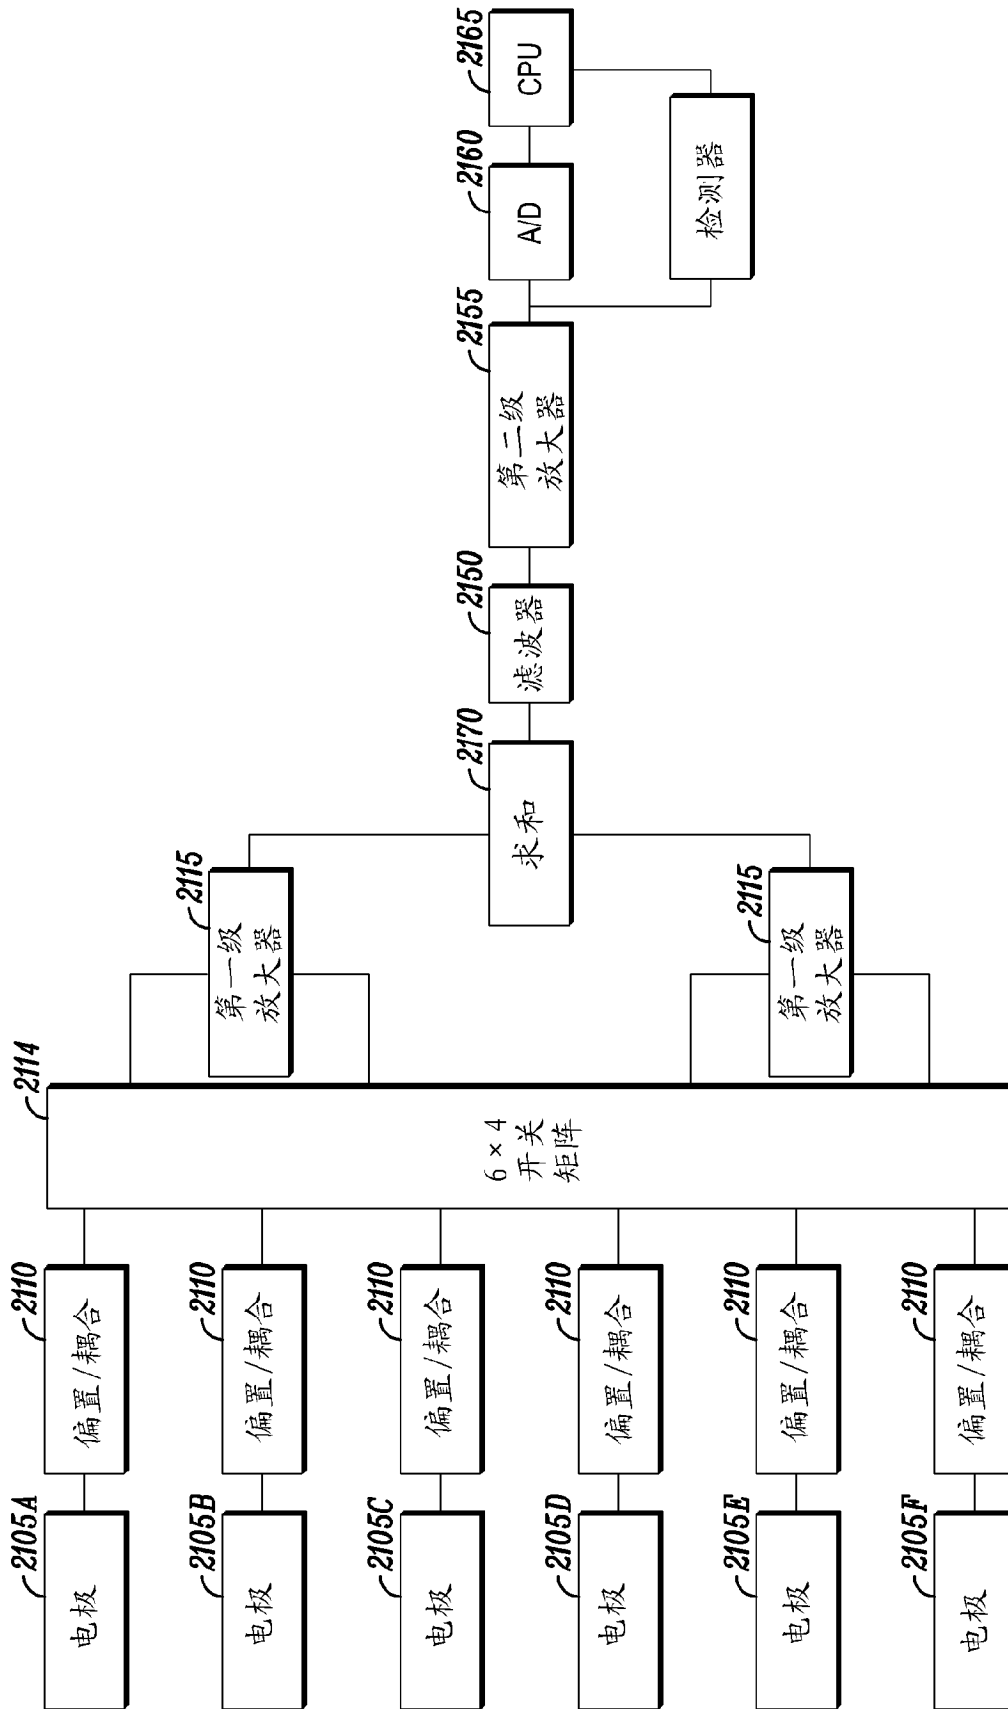 2105A
电极
2110
偏置/耦合
2105B
电极
2110
偏置/耦合
2105C
电极
2110
偏置/耦合
2105D
电极
2110
偏置/耦合
2105E
电极
2110
偏置/耦合
2105F
电极
2110
偏置/耦合
2114
6×4
开关
矩阵
2115
第一级
放大器
2115
第一级
放大器
2170
求和
2150
滤波器
2155
第二级
放大器
2160
A/D
2165
CPU
检测器